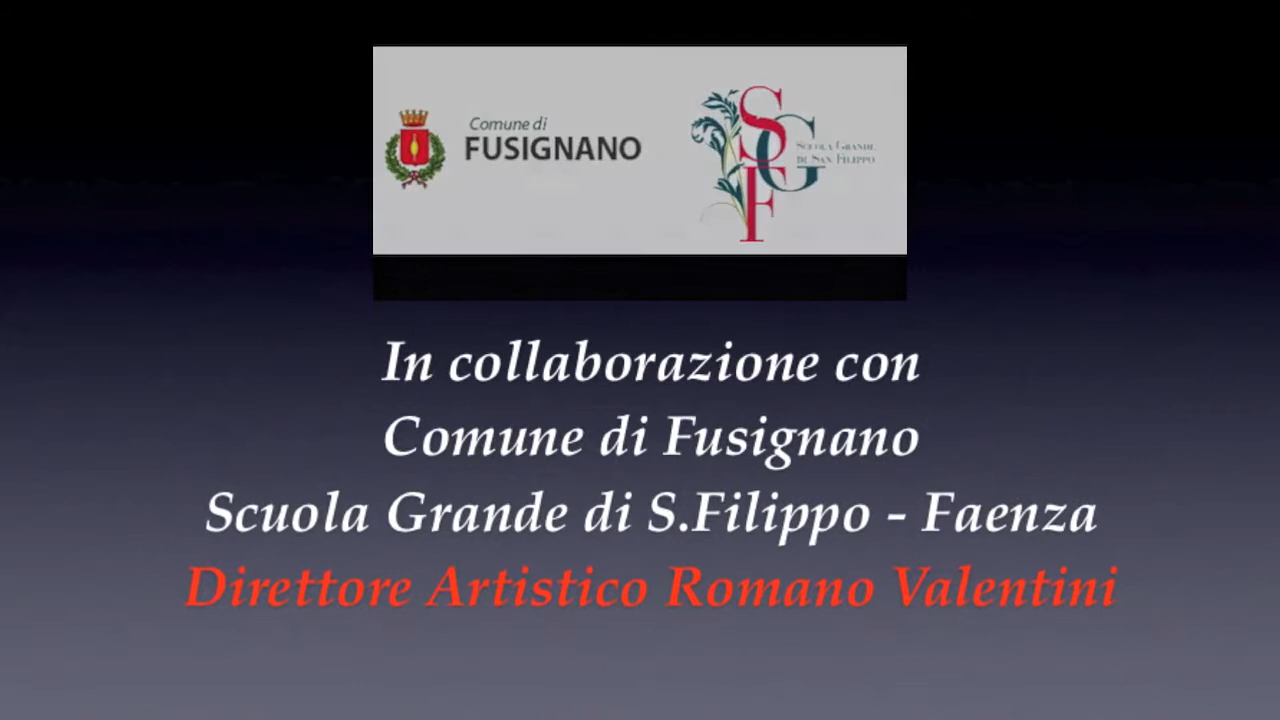 Comune di
FUSIGNANO
SGF
SCUOLA GRANDE
DI SAN FILIPPO
In collaborazione con
Comune di Fusignano
Scuola Grande di S.Filippo - Faenza
Direttore Artistico Romano Valentini